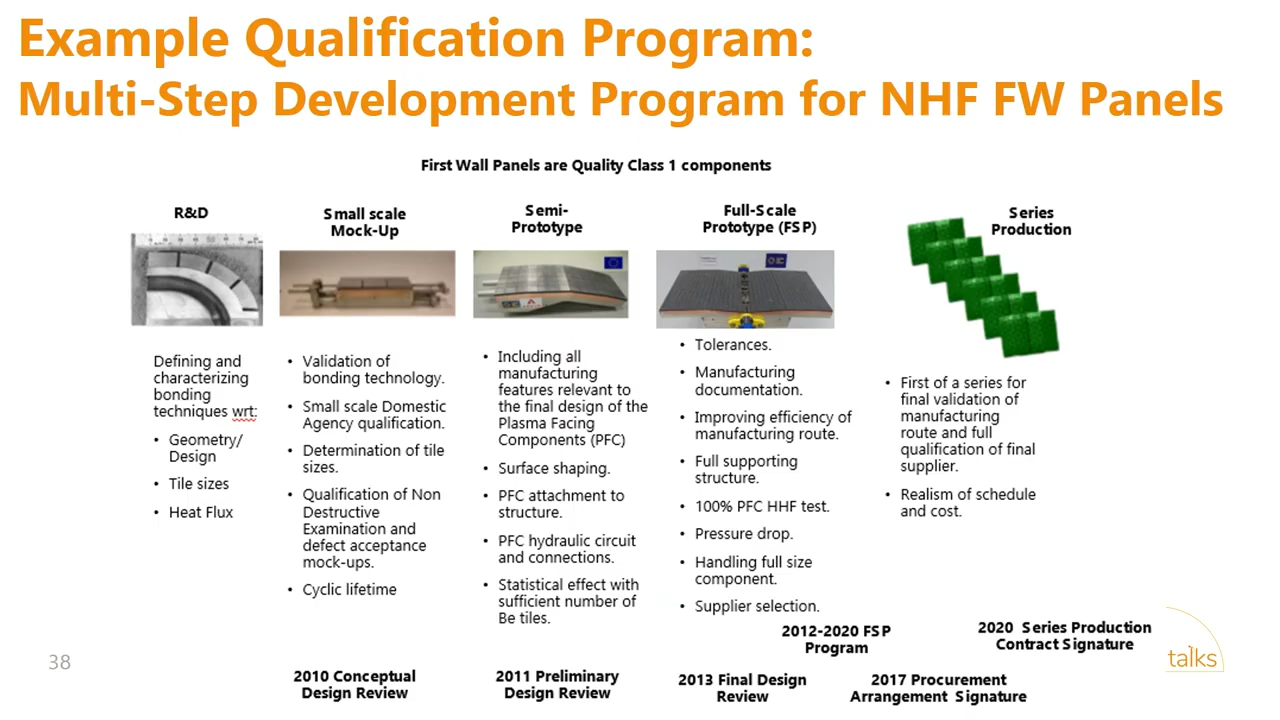 Example Qualification Program:
Multi-Step Development Program for NHF FW Panels
First Wall Panels are Quality Class 1 components
R&D
Defining and
characterizing
bonding
techniques wrt:
• Geometry/
Design
• Tile sizes
• Heat Flux
Small scale
Mock-Up
• Validation of
bonding technology.
• Small scale Domestic
Agency qualification.
• Determination of tile
sizes.
• Qualification of Non
Destructive
Examination and
defect acceptance
mock-ups.
• Cyclic lifetime
Semi-
Prototype
• Including all
manufacturing
features relevant to
the final design of the
Plasma Facing
Components (PFC)
• Surface shaping.
• PFC attachment to
structure.
• PFC hydraulic circuit
and connections.
• Statistical effect with
sufficient number of
Be tiles.
Full-Scale
Prototype (FSP)
• Tolerances.
• Manufacturing
documentation.
• Improving efficiency of
manufacturing route.
• Full supporting
structure.
• 100% PFC HHF test.
• Pressure drop.
• Handling full size
component.
• Supplier selection.
Series
Production
• First of a series for
final validation of
manufacturing
route and full
qualification of final
supplier.
• Realism of schedule
and cost.
2012-2020 FSP
Program
2020 Series Production
Contract Signature
2010 Conceptual
Design Review
2011 Preliminary
Design Review
2013 Final Design
Review
2017 Procurement
Arrangement Signature
38
talks